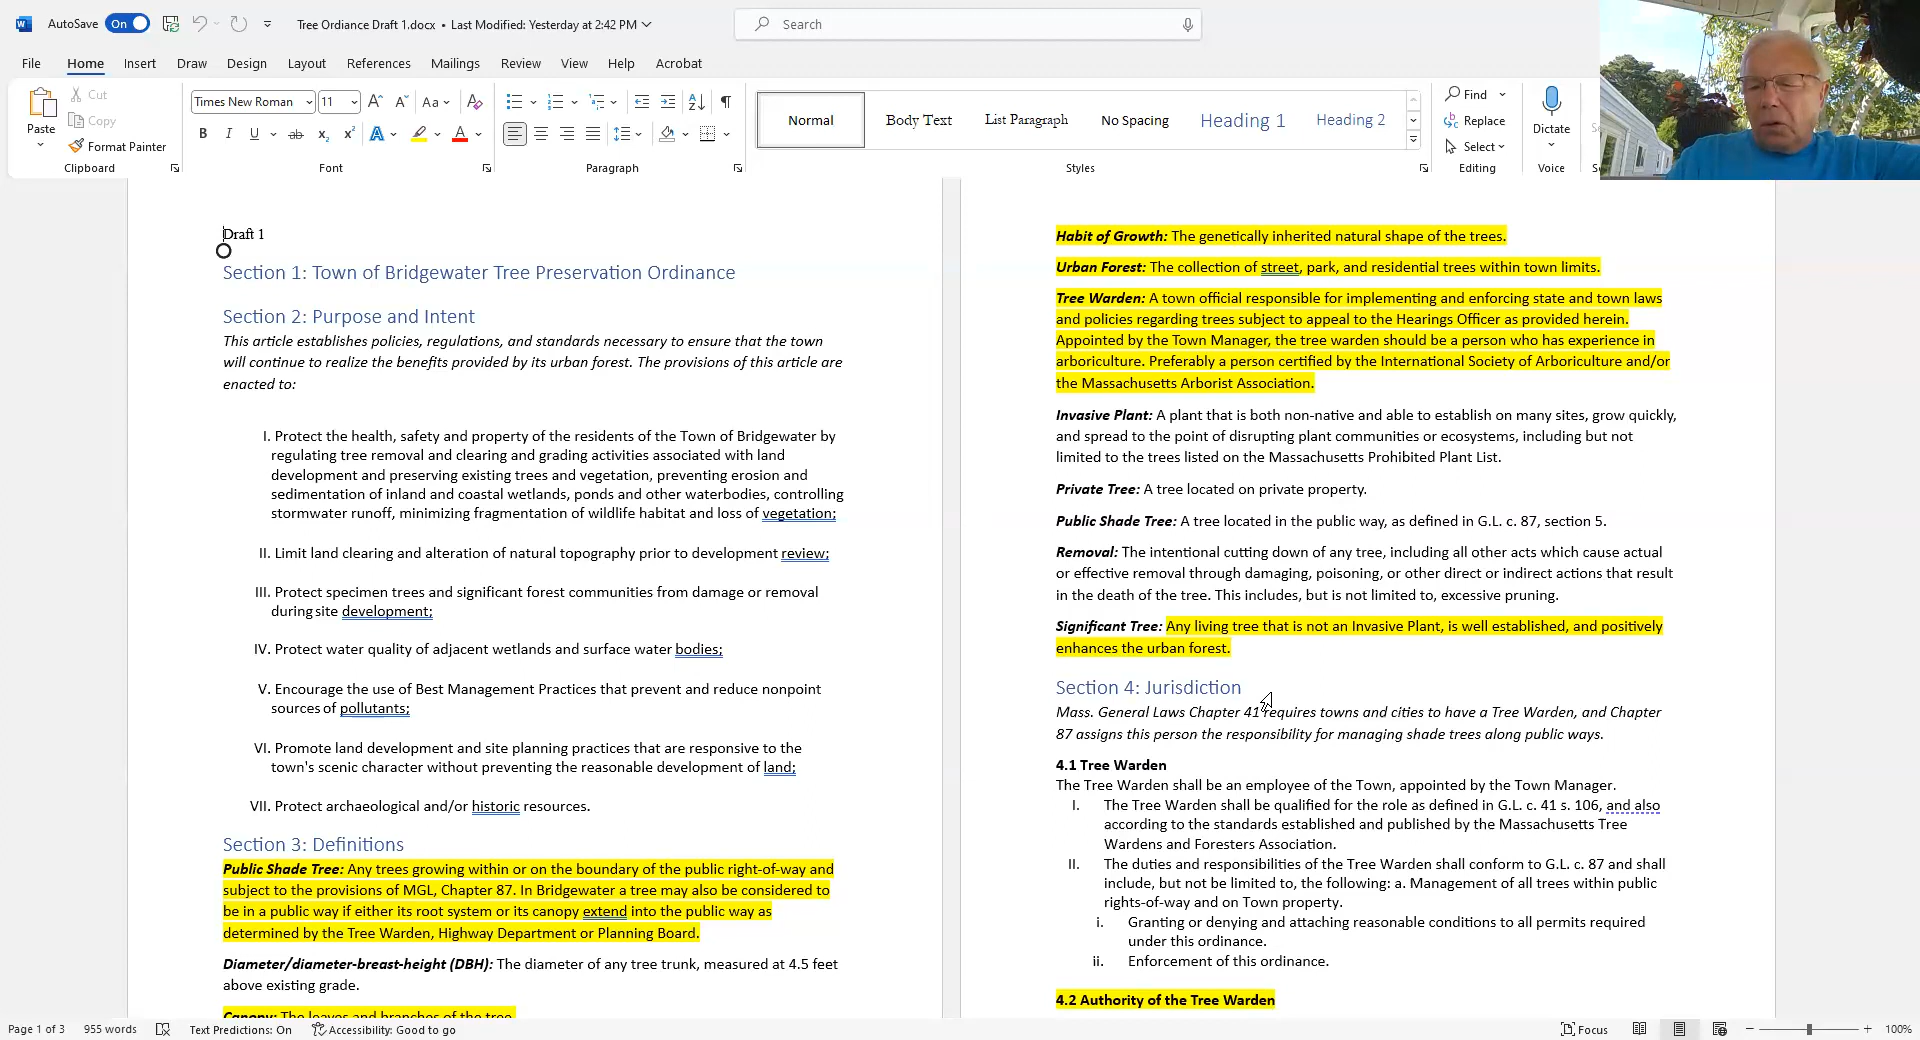 AutoSave On Tree Ordiance Draft 1.docx • Last Modified: Yesterday at 2:42 PM Search
File Home Insert Draw Design Layout References Mailings Review View Help Acrobat
Paste
Cut
Copy
Format Painter
Clipboard
Times New Roman 11
Font
Paragraph
Normal Body Text List Paragraph No Spacing Heading 1 Heading 2
Styles
Find
Replace
Select
Editing
Dictate
Voice
Draft 1
Section 1: Town of Bridgewater Tree Preservation Ordinance
Section 2: Purpose and Intent
This article establishes policies, regulations, and standards necessary to ensure that the town
will continue to realize the benefits provided by its urban forest. The provisions of this article are
enacted to:
I. Protect the health, safety and property of the residents of the Town of Bridgewater by
regulating tree removal and clearing and grading activities associated with land
development and preserving existing trees and vegetation, preventing erosion and
sedimentation of inland and coastal wetlands, ponds and other waterbodies, controlling
stormwater runoff, minimizing fragmentation of wildlife habitat and loss of vegetation;
II. Limit land clearing and alteration of natural topography prior to development review;
III. Protect specimen trees and significant forest communities from damage or removal
during site development;
IV. Protect water quality of adjacent wetlands and surface water bodies;
V. Encourage the use of Best Management Practices that prevent and reduce nonpoint
sources of pollutants;
VI. Promote land development and site planning practices that are responsive to the
town's scenic character without preventing the reasonable development of land;
VII. Protect archaeological and/or historic resources.
Section 3: Definitions
Public Shade Tree: Any trees growing within or on the boundary of the public right-of-way and
subject to the provisions of MGL, Chapter 87. In Bridgewater a tree may also be considered to
be in a public way if either its root system or its canopy extend into the public way as
determined by the Tree Warden, Highway Department or Planning Board.
Diameter/diameter-breast-height (DBH): The diameter of any tree trunk, measured at 4.5 feet
above existing grade.
Canopy: The leaves and branches of the tree.
Habit of Growth: The genetically inherited natural shape of the trees.
Urban Forest: The collection of street, park, and residential trees within town limits.
Tree Warden: A town official responsible for implementing and enforcing state and town laws
and policies regarding trees subject to appeal to the Hearings Officer as provided herein.
Appointed by the Town Manager, the tree warden should be a person who has experience in
arboriculture. Preferably a person certified by the International Society of Arboriculture and/or
the Massachusetts Arborist Association.
Invasive Plant: A plant that is both non-native and able to establish on many sites, grow quickly,
and spread to the point of disrupting plant communities or ecosystems, including but not
limited to the trees listed on the Massachusetts Prohibited Plant List.
Private Tree: A tree located on private property.
Public Shade Tree: A tree located in the public way, as defined in G.L. c. 87, section 5.
Removal: The intentional cutting down of any tree, including all other acts which cause actual
or effective removal through damaging, poisoning, or other direct or indirect actions that result
in the death of the tree. This includes, but is not limited to, excessive pruning.
Significant Tree: Any living tree that is not an Invasive Plant, is well established, and positively
enhances the urban forest.
Section 4: Jurisdiction
Mass. General Laws Chapter 41 requires towns and cities to have a Tree Warden, and Chapter
87 assigns this person the responsibility for managing shade trees along public ways.
4.1 Tree Warden
The Tree Warden shall be an employee of the Town, appointed by the Town Manager.
I. The Tree Warden shall be qualified for the role as defined in G.L. c. 41 s. 106, and also
according to the standards established and published by the Massachusetts Tree
Wardens and Foresters Association.
II. The duties and responsibilities of the Tree Warden shall conform to G.L. c. 87 and shall
include, but not be limited to, the following: a. Management of all trees within public
rights-of-way and on Town property.
i. Granting or denying and attaching reasonable conditions to all permits required
under this ordinance.
ii. Enforcement of this ordinance.
4.2 Authority of the Tree Warden
Page 1 of 3 955 words Text Predictions: On Accessibility: Good to go Focus 100%